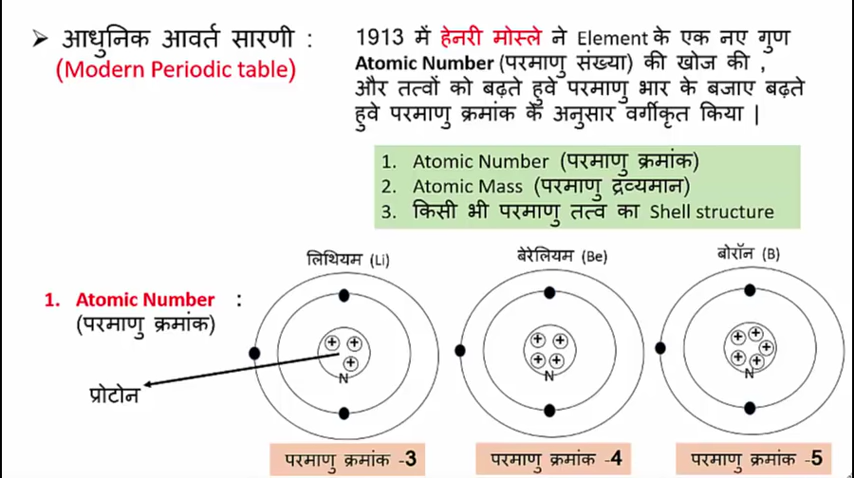 ➤ आधुनिक आवर्त सारणी :
(Modern Periodic table)
1913 में हेनरी मोस्ले ने Element के एक नए गुण
Atomic Number (परमाणु संख्या) की खोज की ,
और तत्वों को बढ़ते हुवे परमाणु भार के बजाए बढ़ते
हुवे परमाणु क्रमांक के अनुसार वर्गीकृत किया |
1. Atomic Number (परमाणु क्रमांक)
2. Atomic Mass (परमाणु द्रव्यमान)
3. किसी भी परमाणु तत्व का Shell structure
1. Atomic Number :
(परमाणु क्रमांक)
प्रोटोन
लिथियम (Li)
+ +
+
N
परमाणु क्रमांक -3
बेरेलियम (Be)
+ +
+ +
N
परमाणु क्रमांक -4
बोरॉन (B)
+ +
+
+ +
N
परमाणु क्रमांक -5